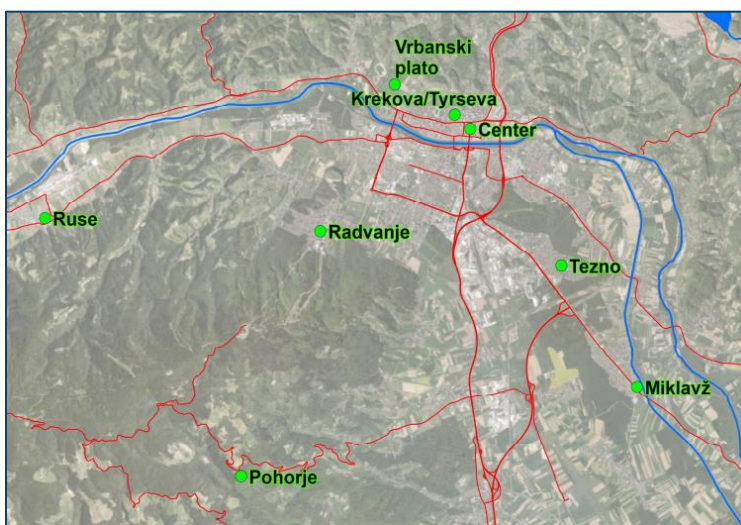 Vrbanski
plato
Krekova/Tyrseva
Center
Ruse
Radvanje
Tezno
Miklavž
Pohorje